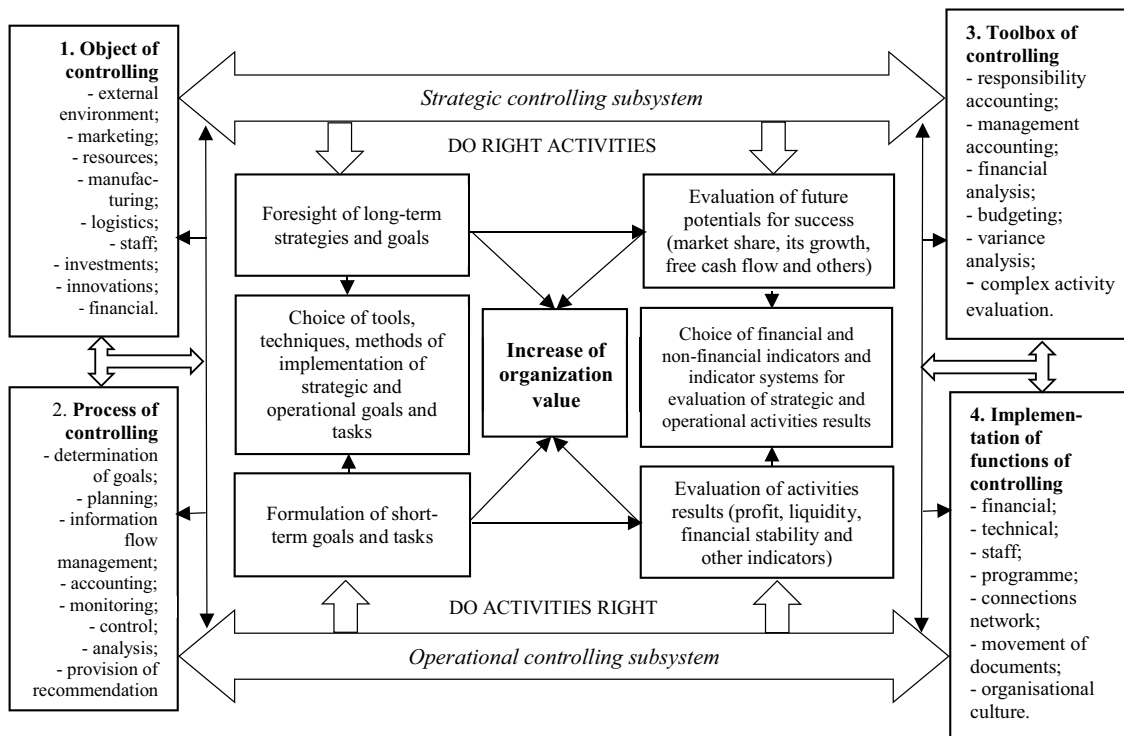 1. Object of
controlling
- external
environment;
- marketing;
- resources;
- manufac-
turing;
- logistics;
- staff;
- investments;
- innovations;
- financial.
2. Process of
controlling
- determination
of goals;
- planning;
- information
flow
management;
- accounting;
- monitoring;
- control;
- analysis;
- provision of
recommendation
Strategic controlling subsystem
DO RIGHT ACTIVITIES
Foresight of long-term
strategies and goals
Evaluation of future
potentials for success
(market share, its growth,
free cash flow and others)
Choice of tools,
techniques, methods of
implementation of
strategic and
operational goals and
tasks
Increase of
organization
value
Choice of financial and
non-financial indicators and
indicator systems for
evaluation of strategic and
operational activities results
Formulation of short-
term goals and tasks
Evaluation of activities
results (profit, liquidity,
financial stability and
other indicators)
DO ACTIVITIES RIGHT
Operational controlling subsystem
3. Toolbox of
controlling
- responsibility
accounting;
- management
accounting;
- financial
analysis;
- budgeting;
- variance
analysis;
- complex activity
evaluation.
4. Implemen-
tation of
functions of
controlling
- financial;
- technical;
- staff;
- programme;
- connections
network;
- movement of
documents;
- organisational
culture.